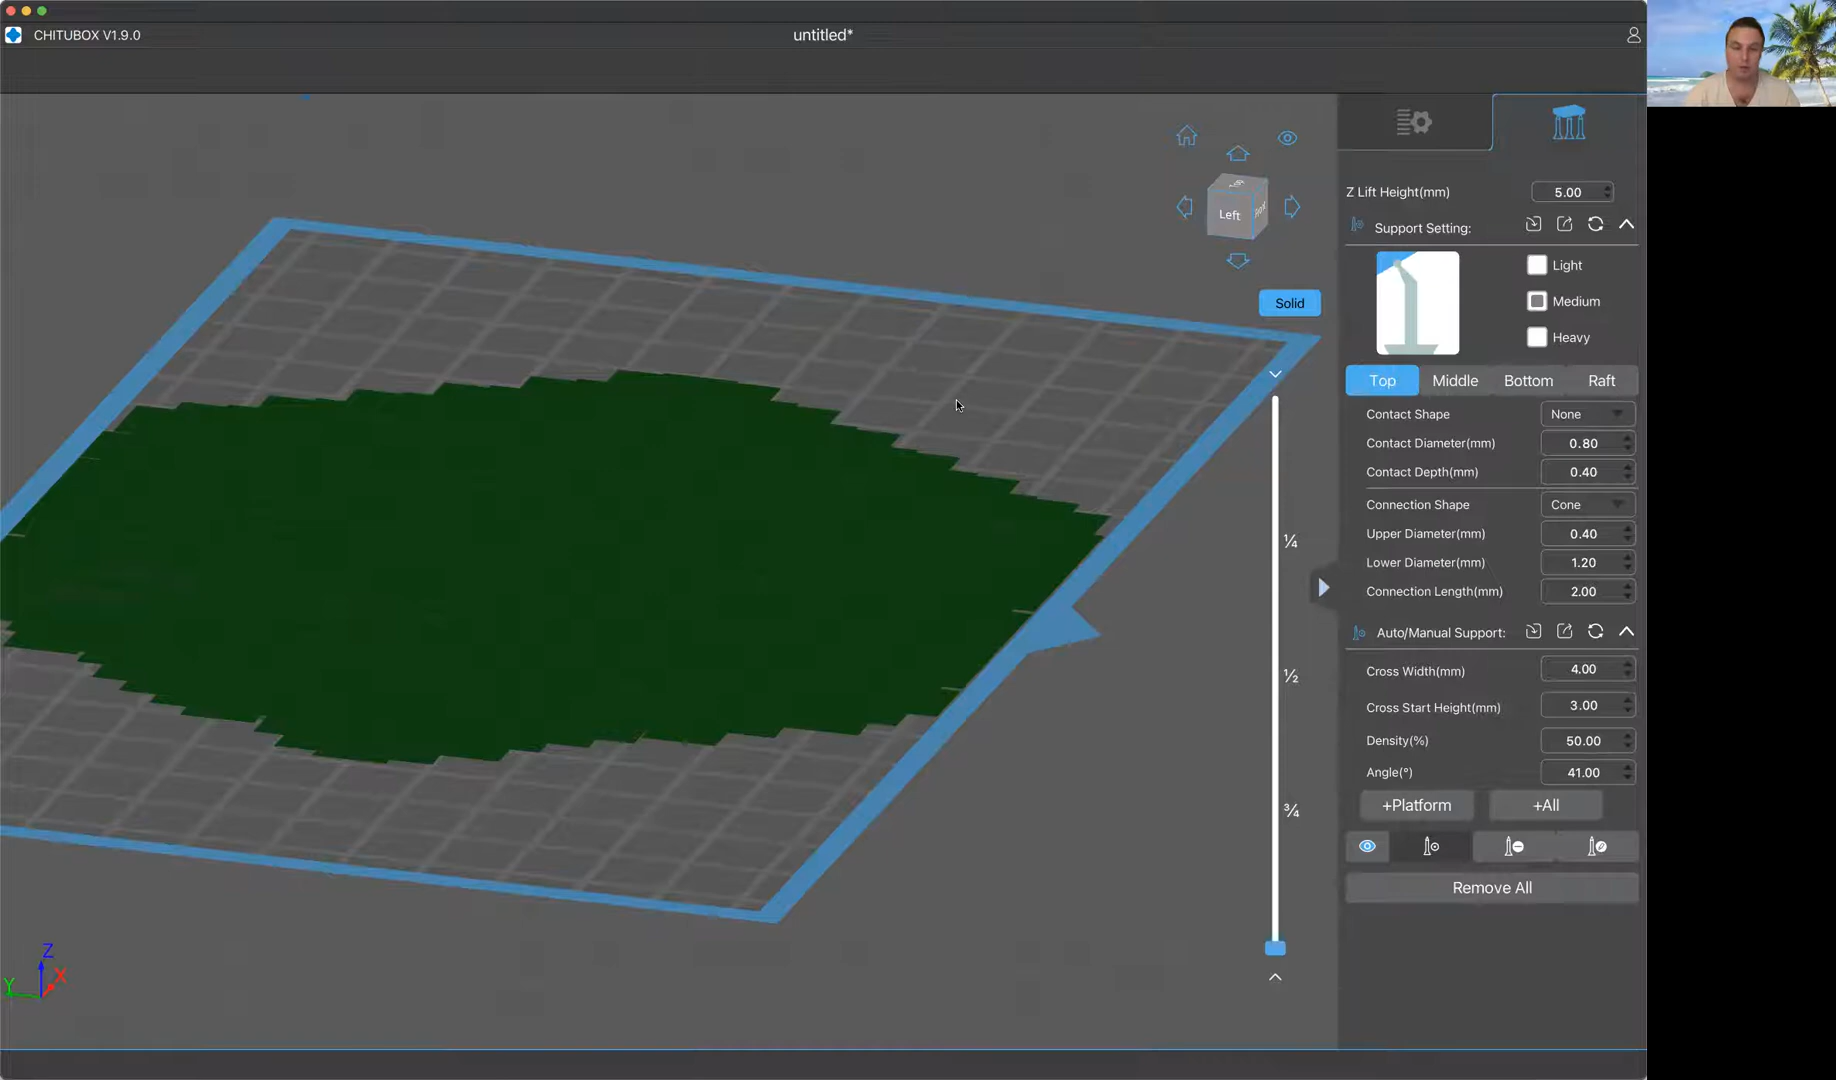 CHITUBOX V1.9.0
untitled*
Left
Solid
¼
½
¾
Z
X
Y
Z Lift Height(mm) 5.00
Support Setting:
Light
Medium
Heavy
Top Middle Bottom Raft
Contact Shape None
Contact Diameter(mm) 0.80
Contact Depth(mm) 0.40
Connection Shape Cone
Upper Diameter(mm) 0.40
Lower Diameter(mm) 1.20
Connection Length(mm) 2.00
Auto/Manual Support:
Cross Width(mm) 4.00
Cross Start Height(mm) 3.00
Density(%) 50.00
Angle(°) 41.00
+Platform +All
Remove All